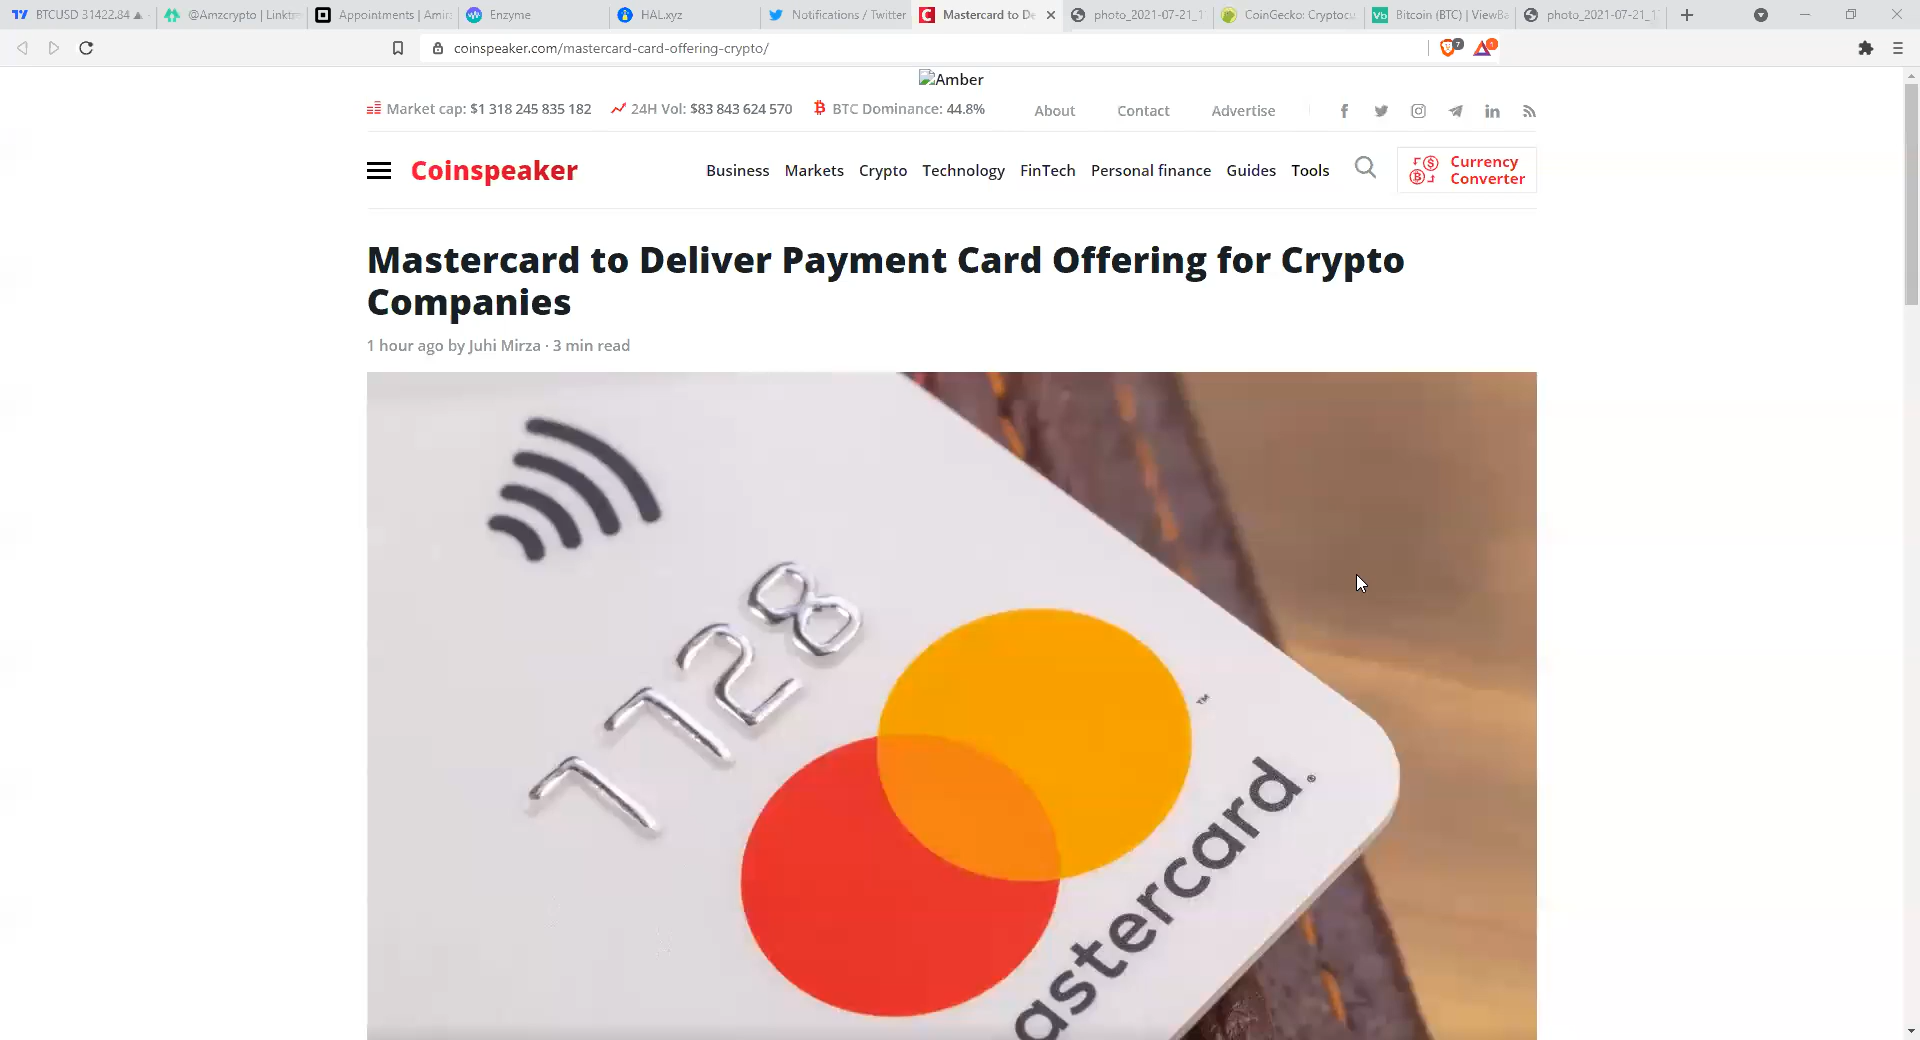 BTCUSD 31422.84 ▲
@Amzcrypto | Linktr
Appointments | Amir
Enzyme
HAL.xyz
Notifications / Twitter
Mastercard to De
photo_2021-07-21_1
CoinGecko: Cryptocu
Vb Bitcoin (BTC) | ViewBa
photo_2021-07-21_1
coinspeaker.com/mastercard-card-offering-crypto/
7
1
Amber
Market cap: $1 318 245 835 182
24H Vol: $83 843 624 570
BTC Dominance: 44.8%
About
Contact
Advertise
Coinspeaker
Business
Markets
Crypto
Technology
FinTech
Personal finance
Guides
Tools
Currency
Converter
Mastercard to Deliver Payment Card Offering for Crypto
Companies
1 hour ago by Juhi Mirza · 3 min read
1728
™
astercard®